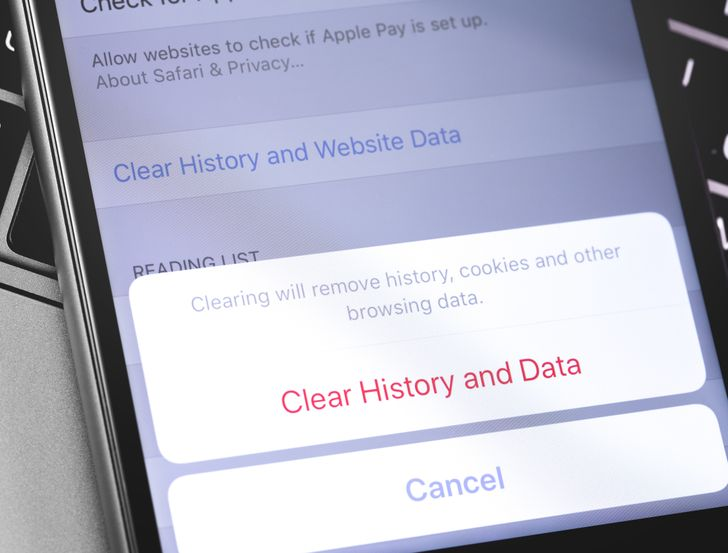 Check for
Allow websites to check if Apple Pay is set up.
About Safari & Privacy...
Clear History and Website Data
READING LIST
Clearing will remove history, cookies and other
browsing data.
Clear History and Data
Cancel